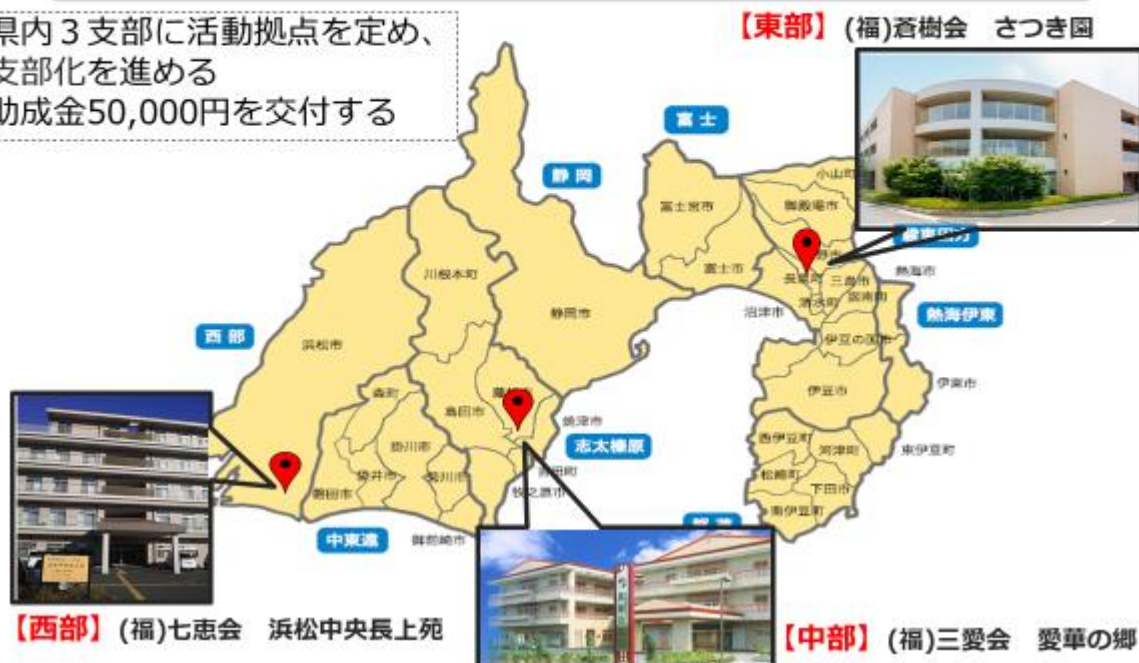 県内３支部に活動拠点を定め、
支部化を進める
助成金50,000円を交付する
【東部】 (福)蒼樹会　さつき園
富士
静岡
小山町
富士宮市
御殿場市
川根本町
富士市
長泉町
三島市
熱海市
清水町
函南町
静岡市
沼津市
熱海伊東
西部
浜松市
伊豆の国市
伊豆市
伊東市
森町
島田市
焼津市
掛川市
志太榛原
西伊豆町
河津町
東伊豆町
袋井市
菊川市
吉田町
松崎町
磐田市
牧之原市
下田市
南伊豆町
中東遠
御前崎市
【西部】 (福)七恵会　浜松中央長上苑
【中部】 (福)三愛会　愛華の郷